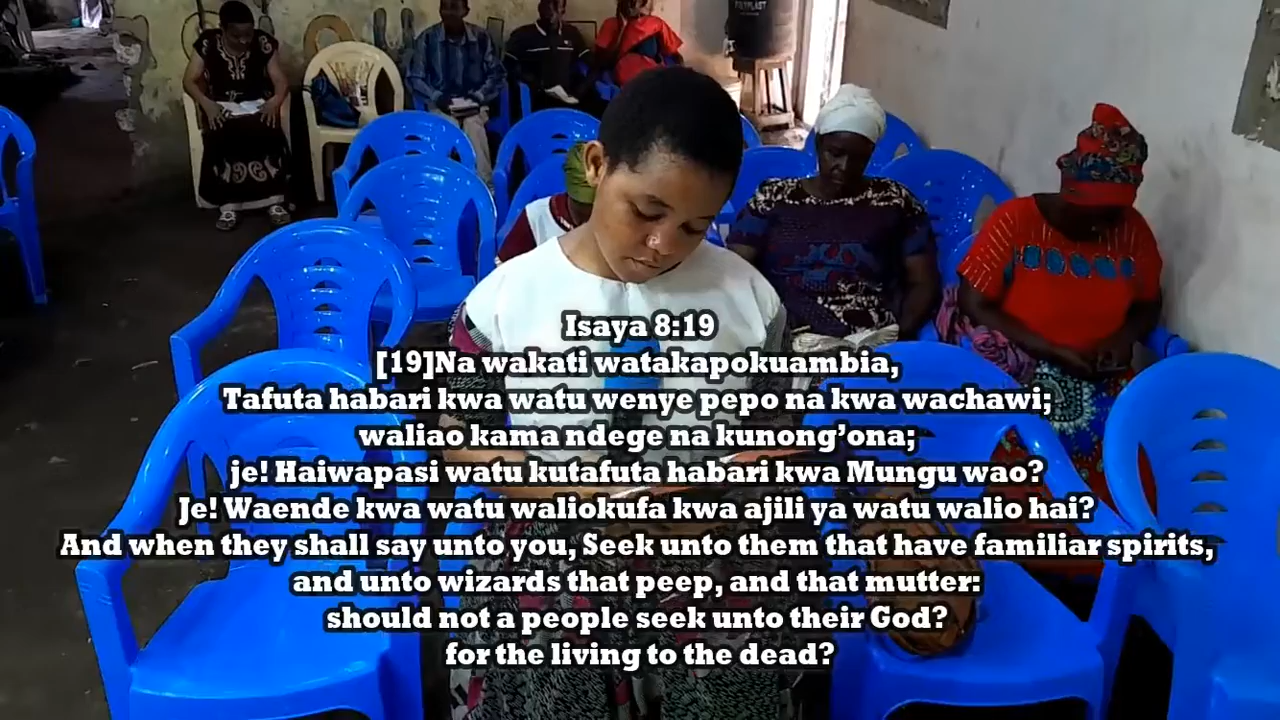 POLYPLAST
Isaya 8:19
[19]Na wakati watakapokuambia,
Tafuta habari kwa watu wenye pepo na kwa wachawi;
waliao kama ndege na kunong’ona;
je! Haiwapasi watu kutafuta habari kwa Mungu wao?
Je! Waende kwa watu waliokufa kwa ajili ya watu walio hai?
And when they shall say unto you, Seek unto them that have familiar spirits,
and unto wizards that peep, and that mutter:
should not a people seek unto their God?
for the living to the dead?